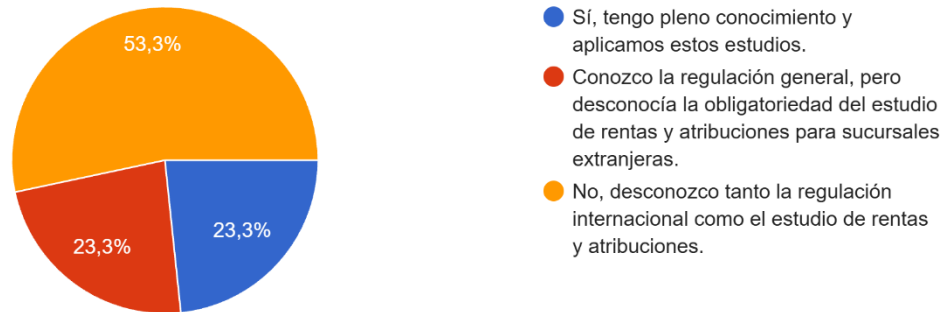 53,3%
23,3%
23,3%
Sí, tengo pleno conocimiento y
aplicamos estos estudios.
Conozco la regulación general, pero
desconocía la obligatoriedad del estudio
de rentas y atribuciones para sucursales
extranjeras.
No, desconozco tanto la regulación
internacional como el estudio de rentas
y atribuciones.